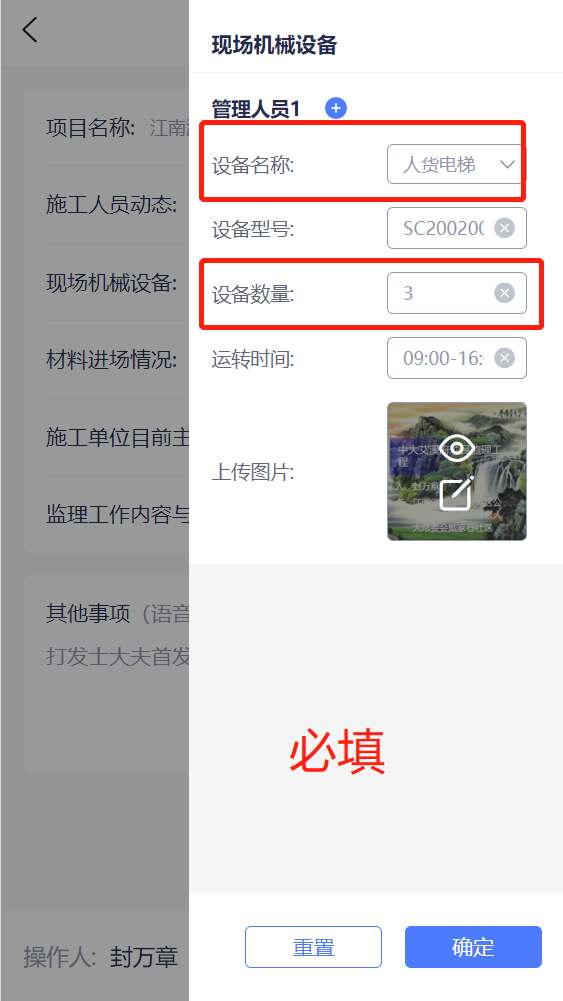 现场机械设备
管理人员1
设备名称: 人货电梯
设备型号: SC200200
设备数量: 3
运转时间: 09:00-16:
上传图片:
必填
重置 确定
项目名称: 江南
施工人员动态:
现场机械设备:
材料进场情况:
施工单位目前主
监理工作内容与
其他事项（语音
打发士大夫首发
操作人: 封万章